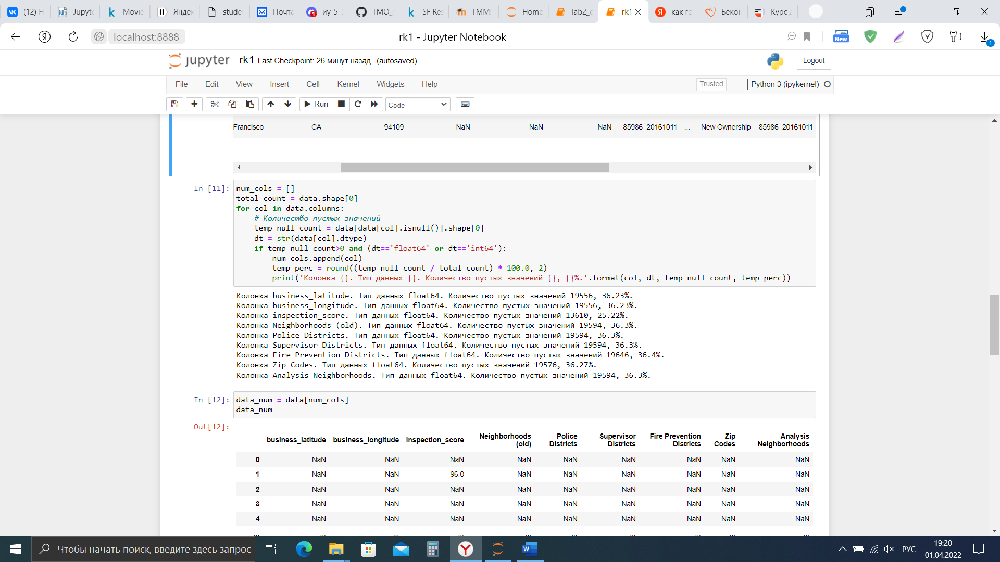 (12) Н
Jupyte
Movie
Яндек
studer
Почта
иу-5-5
TMO_
SF Res
TMM:
Home
lab2_c
rk1
как го
Бекон
Курс д
localhost:8888
rk1 - Jupyter Notebook
New
1
jupyter rk1 Last Checkpoint: 26 минут назад (autosaved)
Logout
File Edit View Insert Cell Kernel Widgets Help
Trusted
Python 3 (ipykernel)
Run
Code
Francisco CA 94109 NaN NaN NaN 85986_20161011 ... New Ownership 85986_20161011_
In [11]:
num_cols = []
total_count = data.shape[0]
for col in data.columns:
    # Количество пустых значений
    temp_null_count = data[data[col].isnull()].shape[0]
    dt = str(data[col].dtype)
    if temp_null_count>0 and (dt=='float64' or dt=='int64'):
        num_cols.append(col)
        temp_perc = round((temp_null_count / total_count) * 100.0, 2)
        print('Колонка {}. Тип данных {}. Количество пустых значений {}, {}%.'.format(col, dt, temp_null_count, temp_perc))
Колонка business_latitude. Тип данных float64. Количество пустых значений 19556, 36.23%.
Колонка business_longitude. Тип данных float64. Количество пустых значений 19556, 36.23%.
Колонка inspection_score. Тип данных float64. Количество пустых значений 13610, 25.22%.
Колонка Neighborhoods (old). Тип данных float64. Количество пустых значений 19594, 36.3%.
Колонка Police Districts. Тип данных float64. Количество пустых значений 19594, 36.3%.
Колонка Supervisor Districts. Тип данных float64. Количество пустых значений 19594, 36.3%.
Колонка Fire Prevention Districts. Тип данных float64. Количество пустых значений 19646, 36.4%.
Колонка Zip Codes. Тип данных float64. Количество пустых значений 19576, 36.27%.
Колонка Analysis Neighborhoods. Тип данных float64. Количество пустых значений 19594, 36.3%.
In [12]:
data_num = data[num_cols]
data_num
Out[12]:
business_latitude business_longitude inspection_score Neighborhoods (old) Police Districts Supervisor Districts Fire Prevention Districts Zip Codes Analysis Neighborhoods
0 NaN NaN NaN NaN NaN NaN NaN NaN NaN
1 NaN NaN 96.0 NaN NaN NaN NaN NaN NaN
2 NaN NaN NaN NaN NaN NaN NaN NaN NaN
3 NaN NaN NaN NaN NaN NaN NaN NaN NaN
4 NaN NaN NaN NaN NaN NaN NaN NaN NaN
... ... ... ... ... ... ... ... ... ...
Чтобы начать поиск, введите здесь запрос
РУС
19:20
01.04.2022